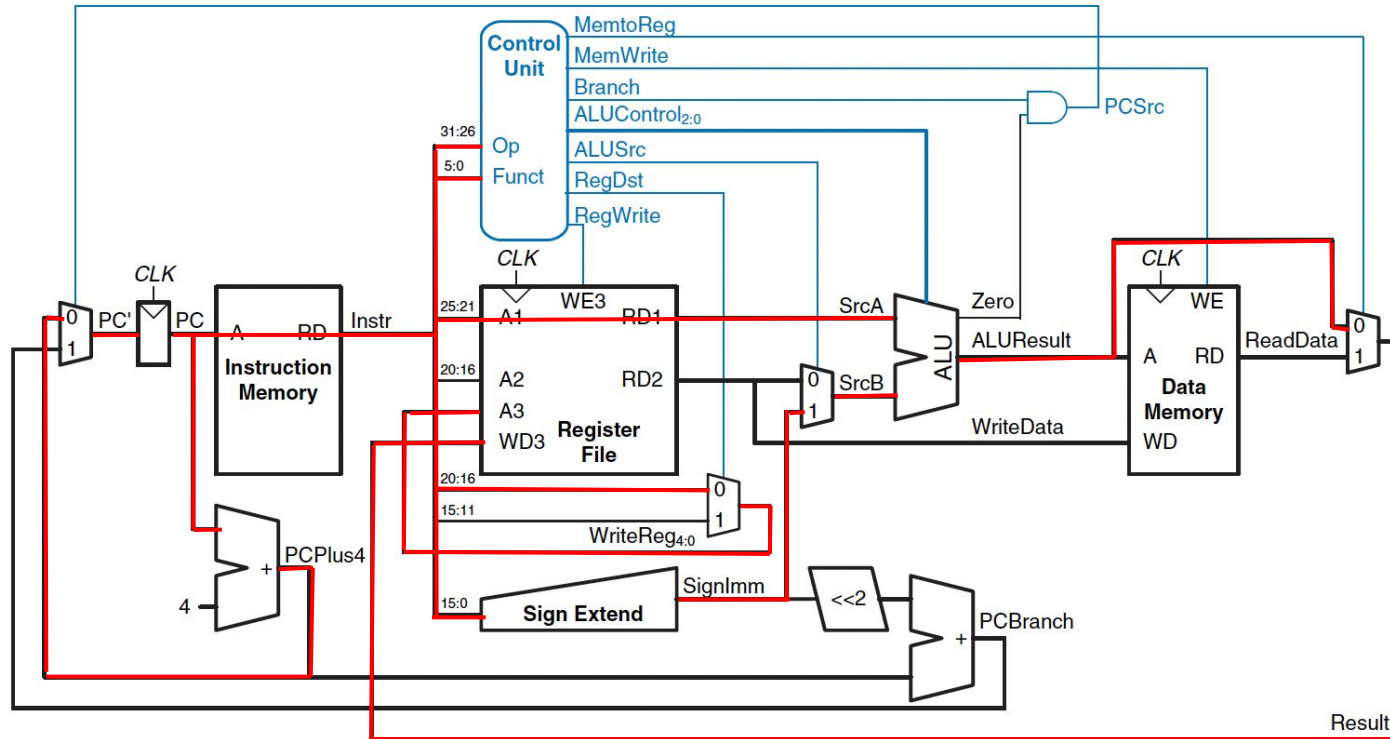 MemtoReg
Control
Unit
MemWrite
Branch
PCSrc
ALUControl2:0
31:26
Op
ALUSrc
5:0
Funct
RegDst
RegWrite
CLK
CLK
CLK
25:21
WE3
SrcA
Zero
WE
0
PC'
PC
A
RD
Instr
A1
RD1
0
1
Instruction
Memory
20:16
A2
RD2
0
SrcB
ALU
ALUResult
A
RD
ReadData
1
A3
1
Data
Memory
WD3
Register
File
WriteData
WD
20:16
0
15:11
1
WriteReg4:0
PCPlus4
+
4
15:0
Sign Extend
SignImm
<<2
PCBranch
+
Result